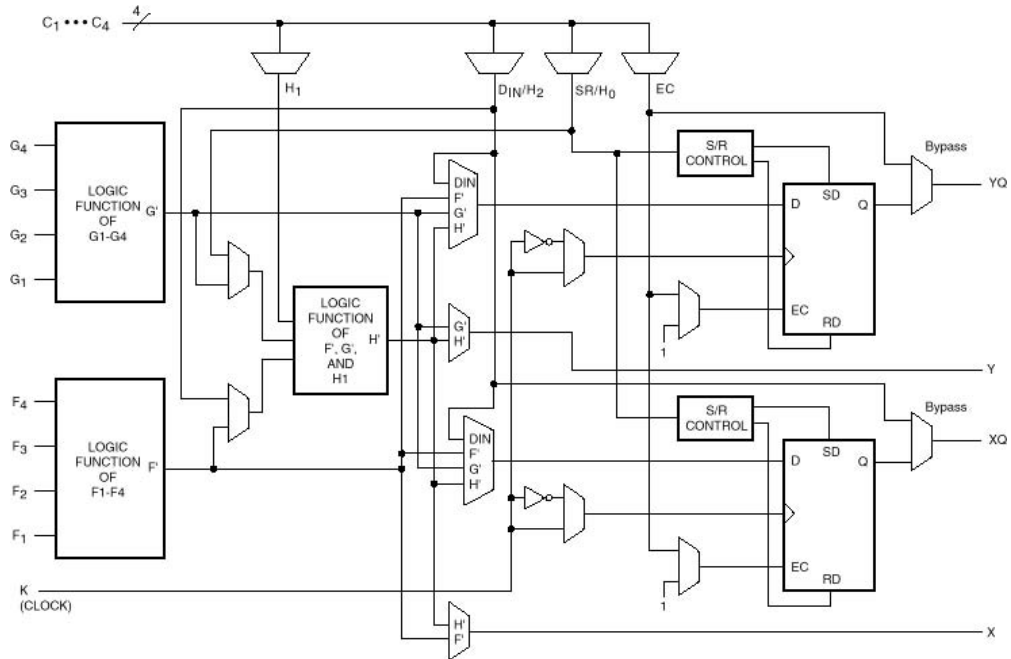 C1 ••• C4
4
H1
DIN/H2
SR/H0
EC
G4
G3
G2
G1
LOGIC
FUNCTION
OF
G1-G4
G'
DIN
F'
G'
H'
S/R
CONTROL
Bypass
D
SD
Q
YQ
EC
RD
1
LOGIC
FUNCTION
OF
F', G',
AND
H1
H'
G'
H'
Y
F4
F3
F2
F1
LOGIC
FUNCTION
OF
F1-F4
F'
DIN
F'
G'
H'
S/R
CONTROL
Bypass
D
SD
Q
XQ
EC
RD
1
K
(CLOCK)
H'
F'
X